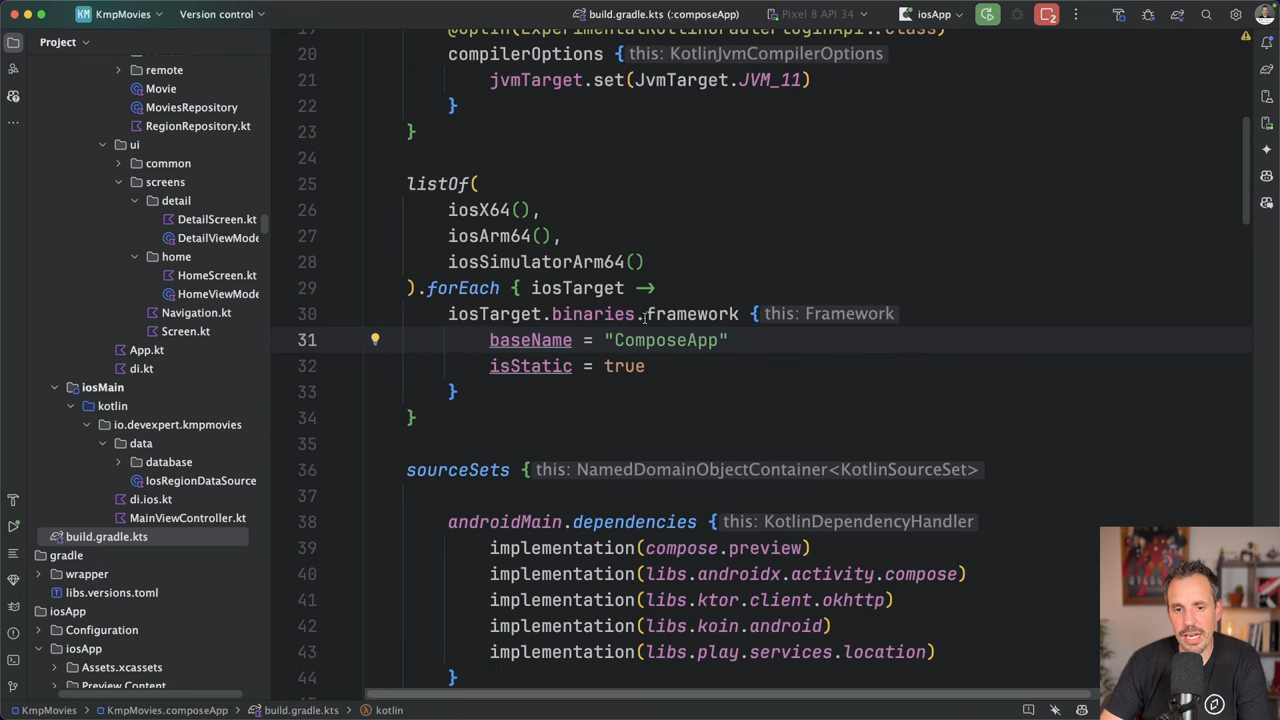 KM KmpMovies Version control build.gradle.kts (:composeApp) Pixel 8 API 34 iosApp 2
Project
remote
Movie
MoviesRepository
RegionRepository.kt
ui
common
screens
detail
DetailScreen.kt
DetailViewMode
home
HomeScreen.kt
HomeViewMode
Navigation.kt
Screen.kt
App.kt
di.kt
iosMain
kotlin
io.devexpert.kmpmovies
data
database
IosRegionDataSource
di.ios.kt
MainViewController.kt
build.gradle.kts
gradle
wrapper
libs.versions.toml
iosApp
Configuration
iosApp
Assets.xcassets
Preview Content
19 @OptIn(ExperimentalKotlinGradlePluginApi::class)
20 compilerOptions { this: KotlinJvmCompilerOptions
21 jvmTarget.set(JvmTarget.JVM_11)
22 }
23 }
24
25 listOf(
26 iosX64(),
27 iosArm64(),
28 iosSimulatorArm64()
29 ).forEach { iosTarget ->
30 iosTarget.binaries.framework { this: Framework
31 baseName = "ComposeApp"
32 isStatic = true
33 }
34 }
35
36 sourceSets { this: NamedDomainObjectContainer<KotlinSourceSet>
37
38 androidMain.dependencies { this: KotlinDependencyHandler
39 implementation(compose.preview)
40 implementation(libs.androidx.activity.compose)
41 implementation(libs.ktor.client.okhttp)
42 implementation(libs.koin.android)
43 implementation(libs.play.services.location)
44 }
KmpMovies > KmpMovies.composeApp > build.gradle.kts > kotlin